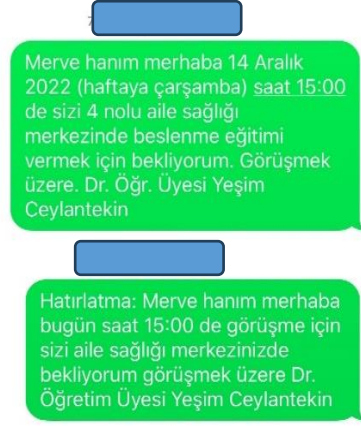 Merve hanım merhaba 14 Aralık
2022 (haftaya çarşamba) saat 15:00
de sizi 4 nolu aile sağlığı
merkezinde beslenme eğitimi
vermek için bekliyorum. Görüşmek
üzere. Dr. Öğr. Üyesi Yeşim
Ceylantekin
Hatırlatma: Merve hanım merhaba
bugün saat 15:00 de görüşme için
sizi aile sağlığı merkezinizde
bekliyorum görüşmek üzere Dr.
Öğretim Üyesi Yeşim Ceylantekin